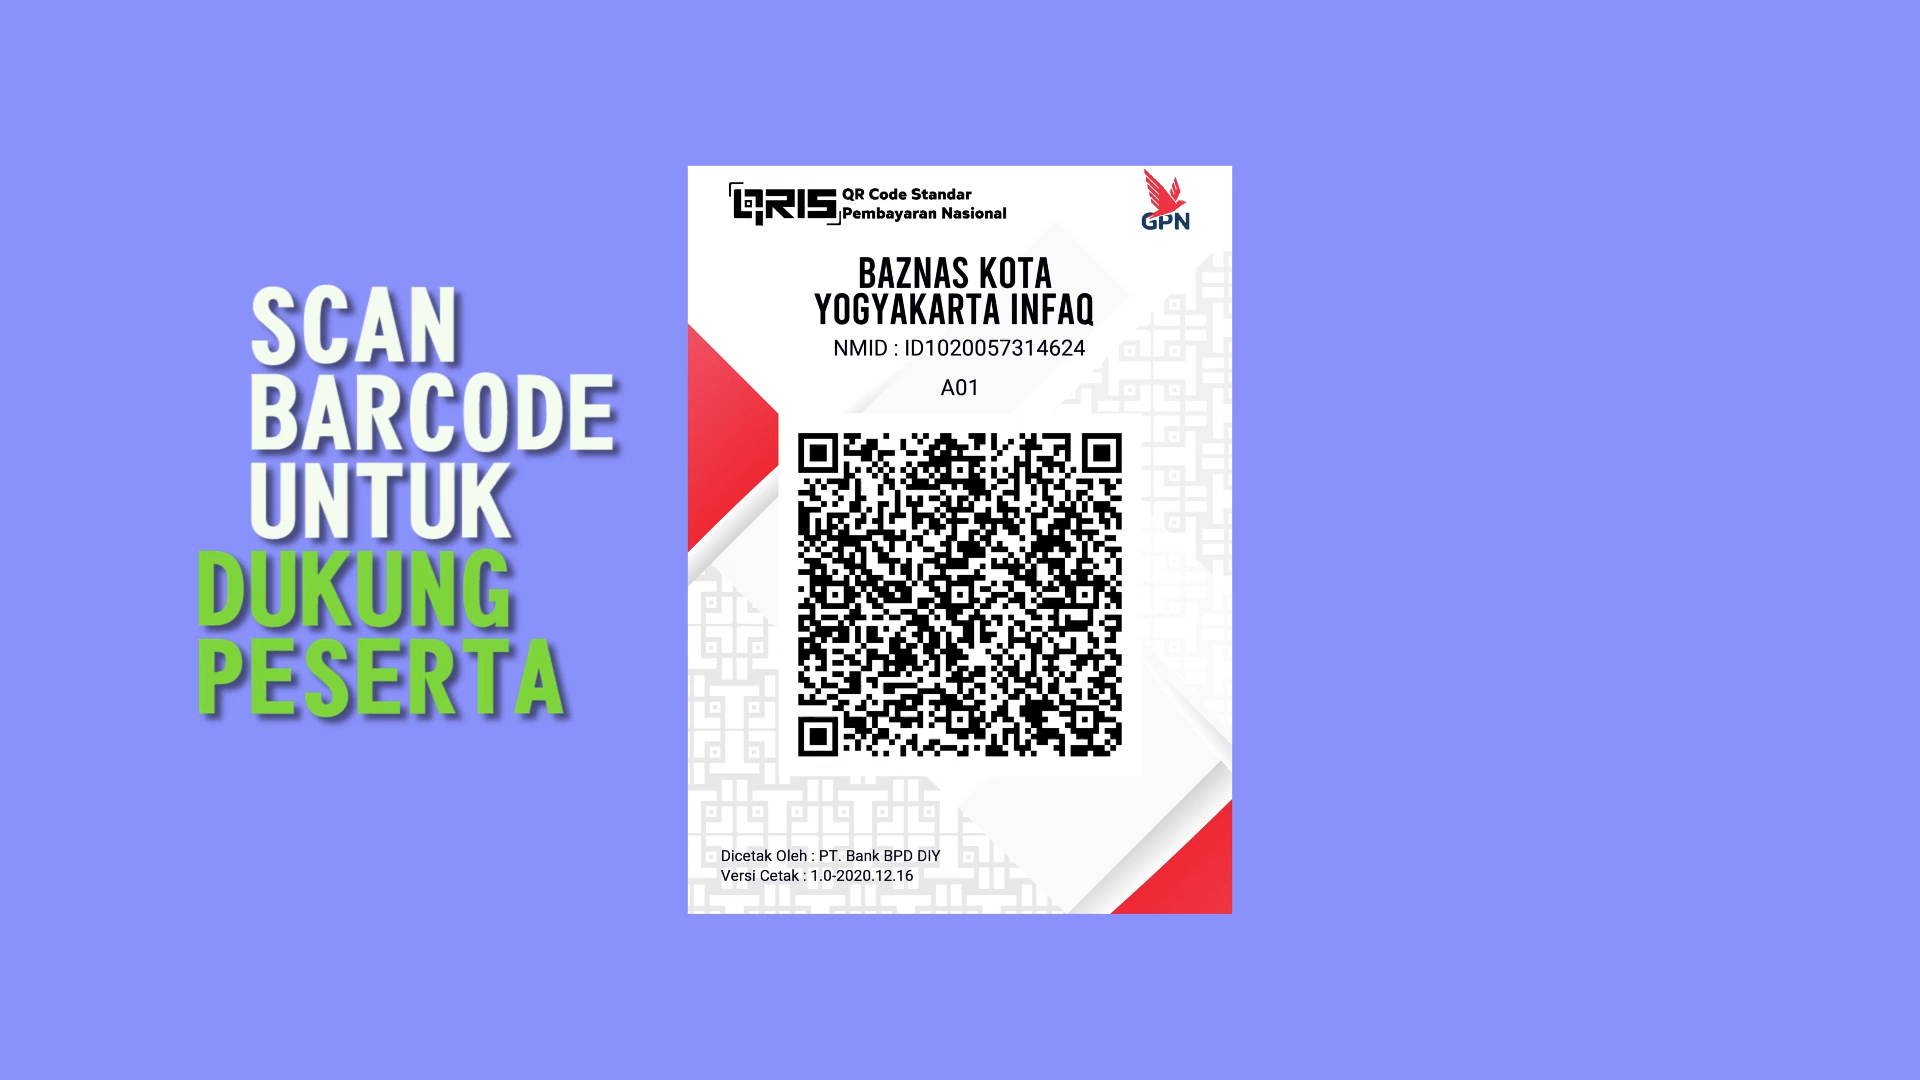 SCAN
BARCODE
UNTUK
DUKUNG
PESERTA
QRIS
QR Code Standar
Pembayaran Nasional
GPN
BAZNAS KOTA
YOGYAKARTA INFAQ
NMID : ID1020057314624
A01
Dicetak Oleh : PT. Bank BPD DIY
Versi Cetak : 1.0-2020.12.16